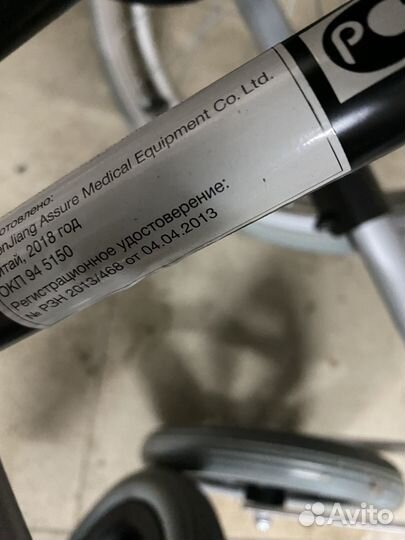 отовлено:
enjiang Assure Medical Equipment Co. Ltd.
итай, 2018 год
ОКП 94 5150
Регистрационное удостоверение:
№ РЗН 2013/468 от 04.04.2013
Р
Avito